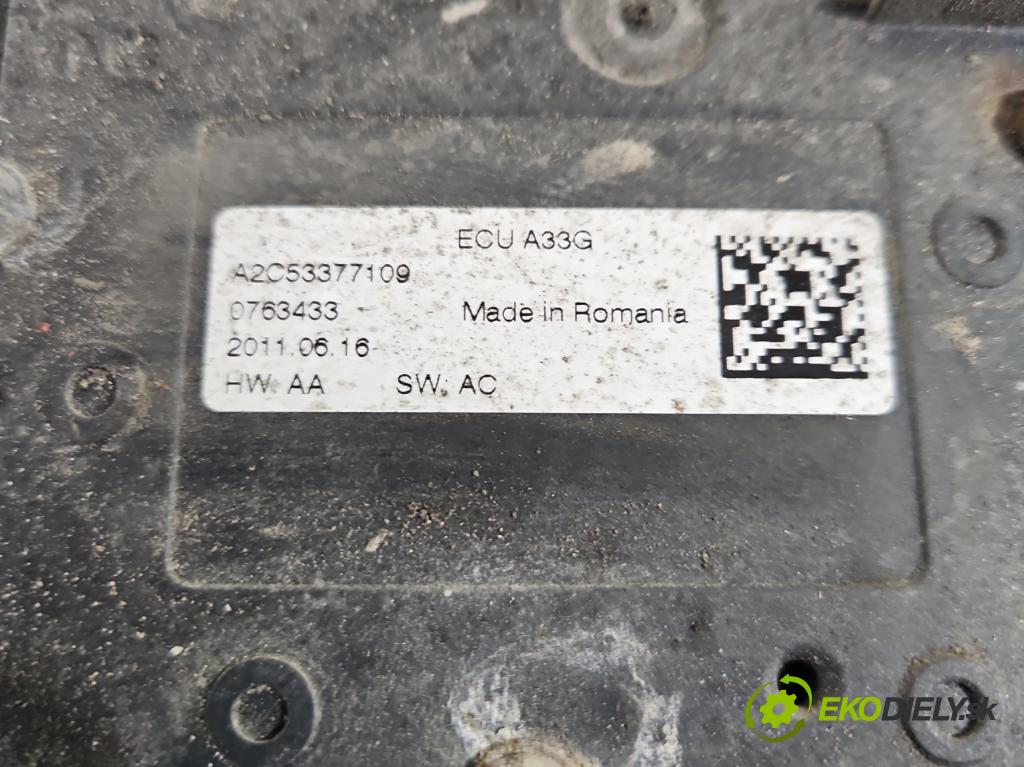 ECU A33G
A2C53377109
0763433 Made in Romania
2011.06.16
HW: AA SW: AC
EKODIELY.sk